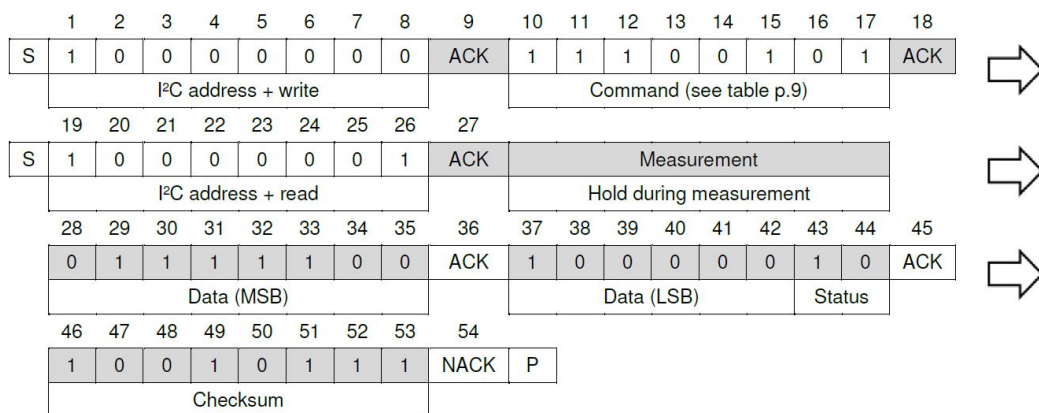 1 2 3 4 5 6 7 8 9 10 11 12 13 14 15 16 17 18
S 1 0 0 0 0 0 0 0 ACK 1 1 1 0 0 1 0 1 ACK
I²C address + write Command (see table p.9)
19 20 21 22 23 24 25 26 27
S 1 0 0 0 0 0 0 1 ACK Measurement
I²C address + read Hold during measurement
28 29 30 31 32 33 34 35 36 37 38 39 40 41 42 43 44 45
0 1 1 1 1 1 0 0 ACK 1 0 0 0 0 0 1 0 ACK
Data (MSB) Data (LSB) Status
46 47 48 49 50 51 52 53 54
1 0 0 1 0 1 1 1 NACK P
Checksum